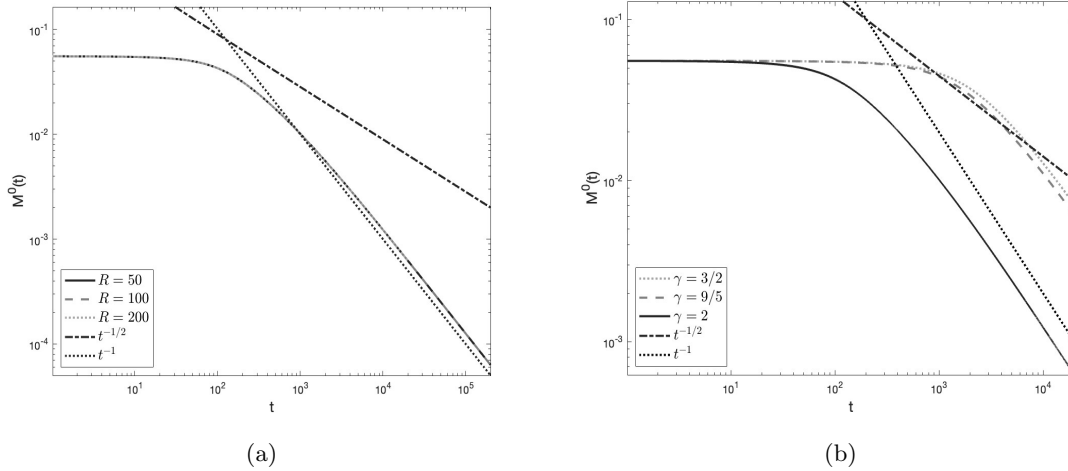 10^{-1}
10^{-2}
10^{-3}
10^{-4}
M^0(t)
R = 50
R = 100
R = 200
t^{-1/2}
t^{-1}
10^1
10^2
10^3
10^4
10^5
t
(a)
10^{-1}
10^{-2}
10^{-3}
M^0(t)
γ = 3/2
γ = 9/5
γ = 2
t^{-1/2}
t^{-1}
10^1
10^2
10^3
10^4
t
(b)